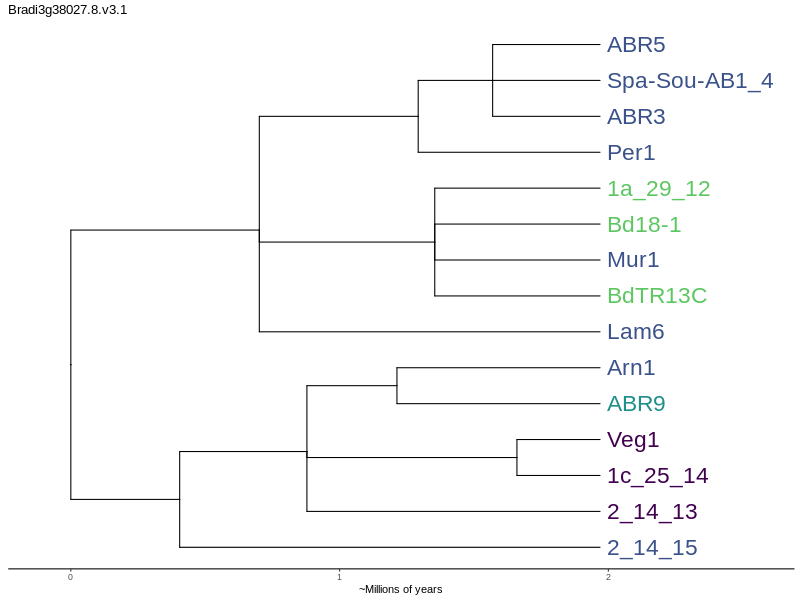 Bradi3g38027.8.v3.1
ABR5
Spa-Sou-AB1_4
ABR3
Per1
1a_29_12
Bd18-1
Mur1
BdTR13C
Lam6
Arn1
ABR9
Veg1
1c_25_14
2_14_13
2_14_15
0 1 2
~Millions of years